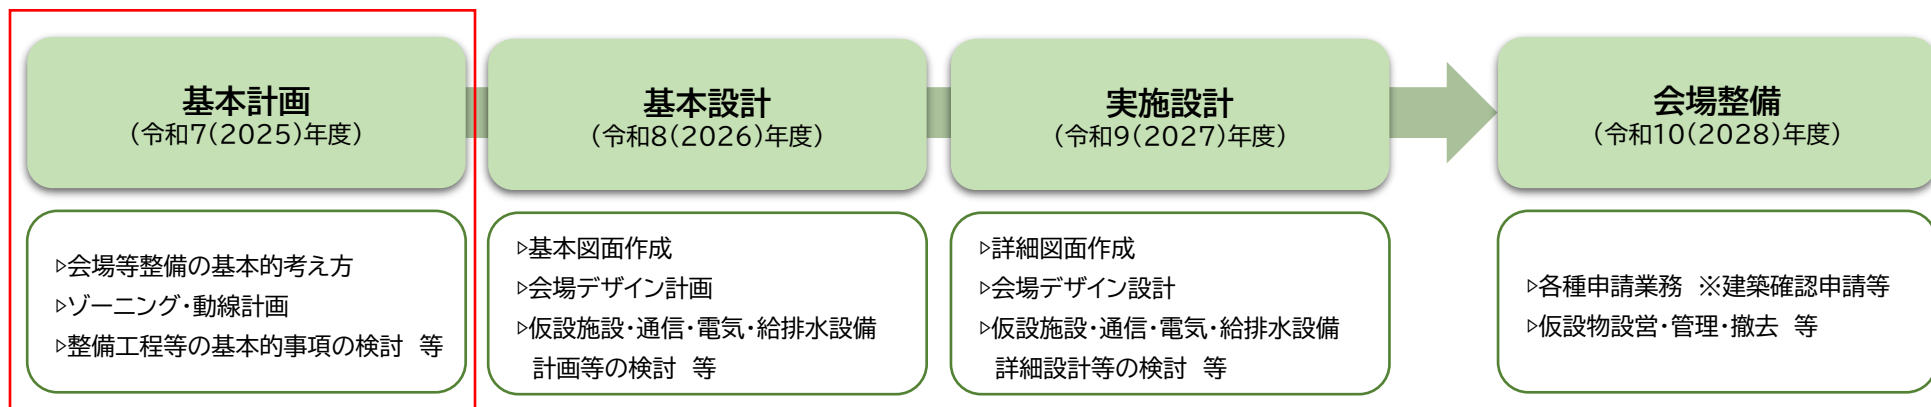 基本計画
(令和7(2025)年度)
▷会場等整備の基本的考え方
▷ゾーニング・動線計画
▷整備工程等の基本的事項の検討 等
基本設計
(令和8(2026)年度)
▷基本図面作成
▷会場デザイン計画
▷仮設施設・通信・電気・給排水設備
計画等の検討 等
実施設計
(令和9(2027)年度)
▷詳細図面作成
▷会場デザイン設計
▷仮設施設・通信・電気・給排水設備
詳細設計等の検討 等
会場整備
(令和10(2028)年度)
▷各種申請業務 ※建築確認申請等
▷仮設物設営・管理・撤去 等